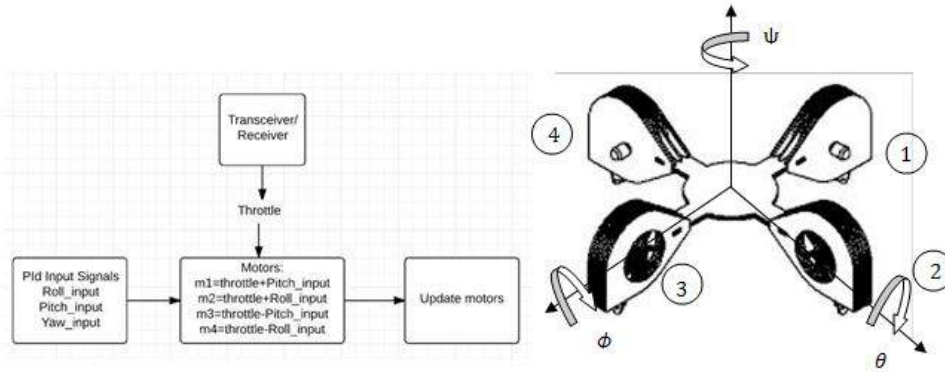 Transceiver/
Receiver
Throttle
PId Input Signals
Roll_input
Pitch_input
Yaw_input
Motors:
m1=throttle+Pitch_input
m2=throttle+Roll_input
m3=throttle-Pitch_input
m4=throttle-Roll_input
Update motors
ψ
4
1
2
3
ϕ
θ